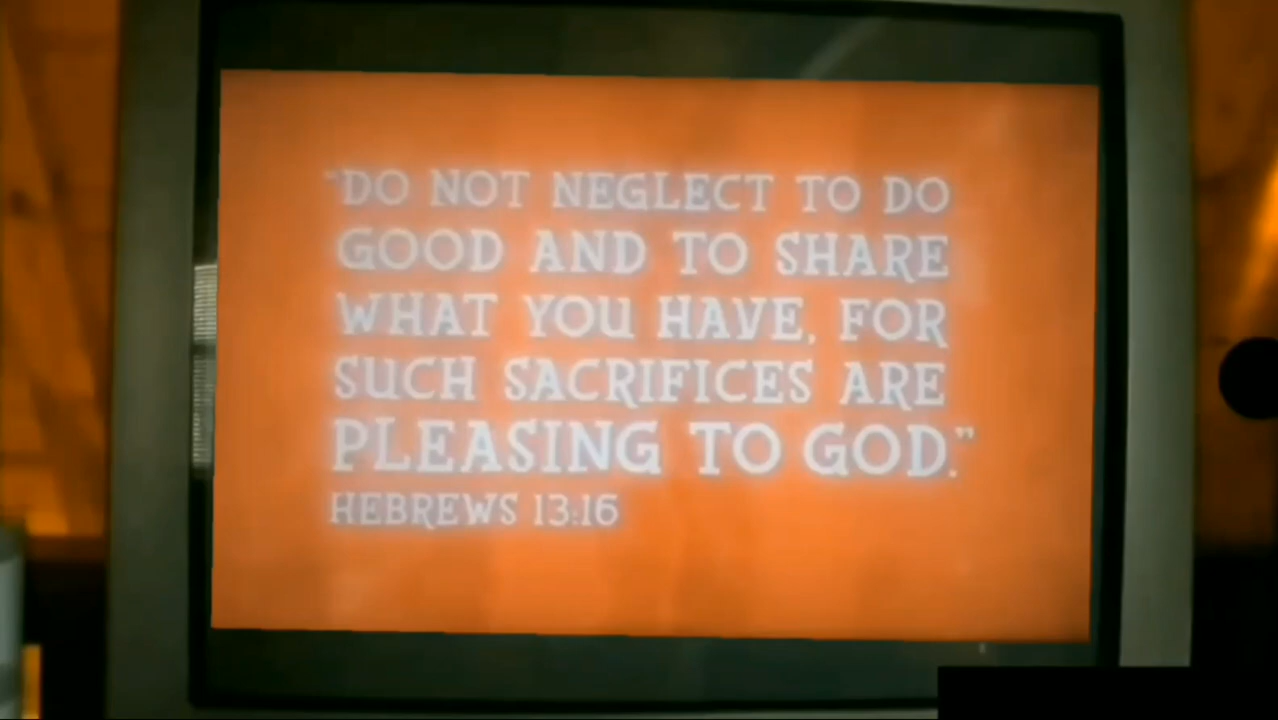 "DO NOT NEGLECT TO DO
GOOD AND TO SHARE
WHAT YOU HAVE, FOR
SUCH SACRIFICES ARE
PLEASING TO GOD."
HEBREWS 13:16